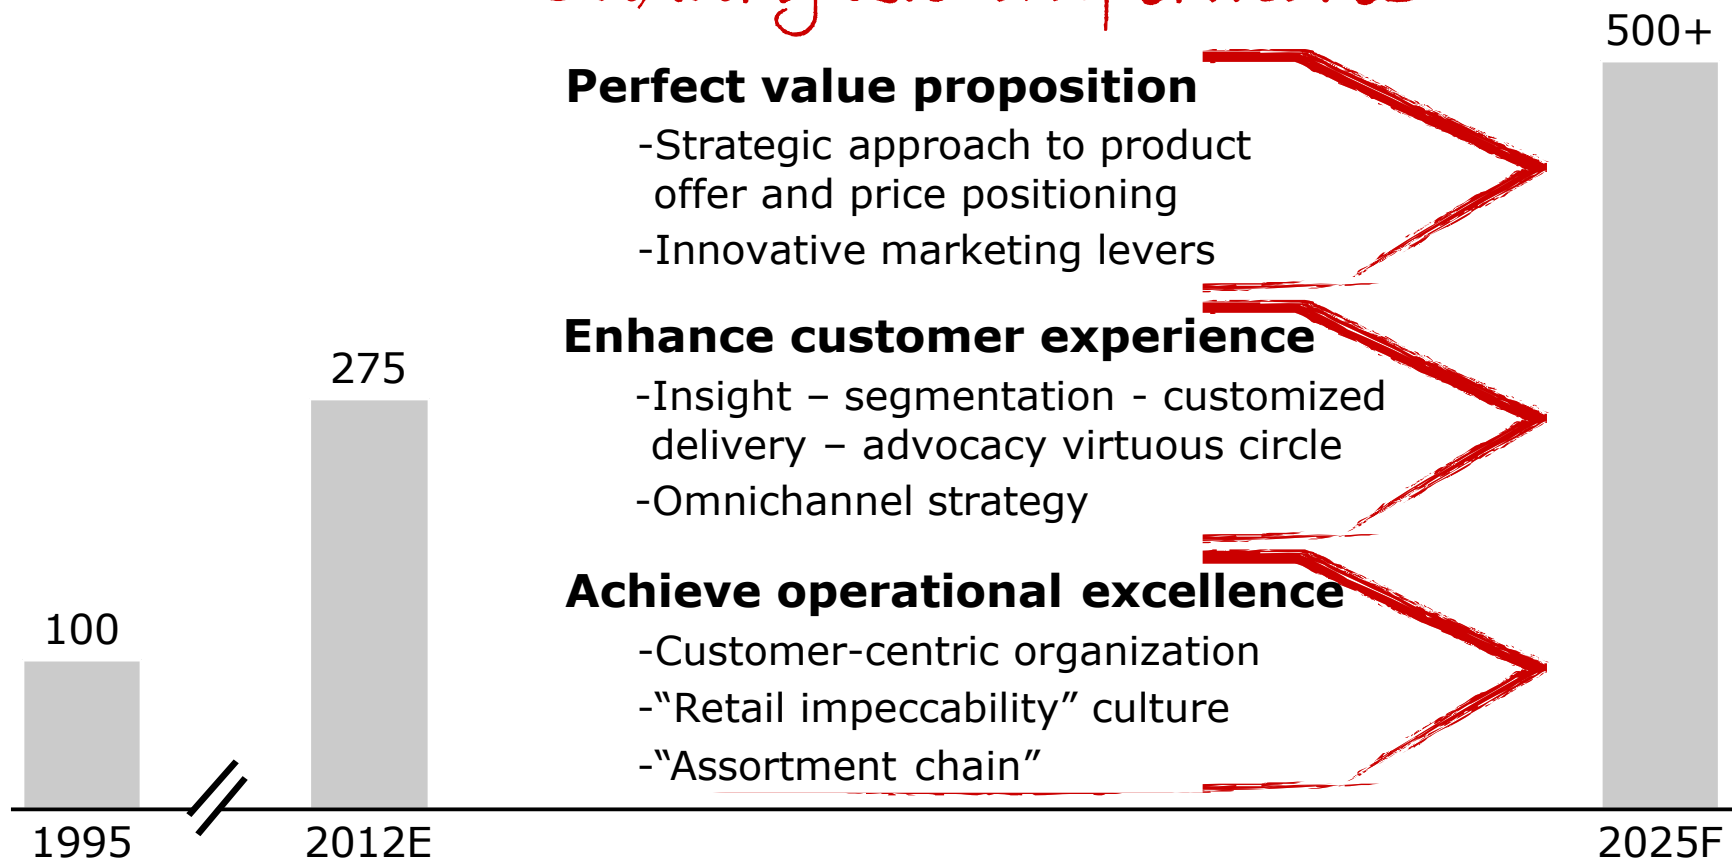 500+
Perfect value proposition
-Strategic approach to product
offer and price positioning
-Innovative marketing levers
Enhance customer experience
275
-Insight – segmentation - customized
delivery – advocacy virtuous circle
-Omnichannel strategy
Achieve operational excellence
100
-Customer-centric organization
-“Retail impeccability” culture
-“Assortment chain”
1995 2012E 2025F